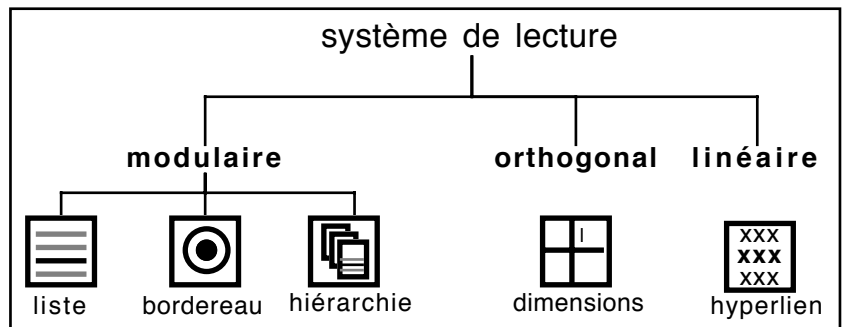 système de lecture
modulaire orthogonal linéaire
I
xxx
xxx
xxx
liste bordereau hiérarchie dimensions hyperlien